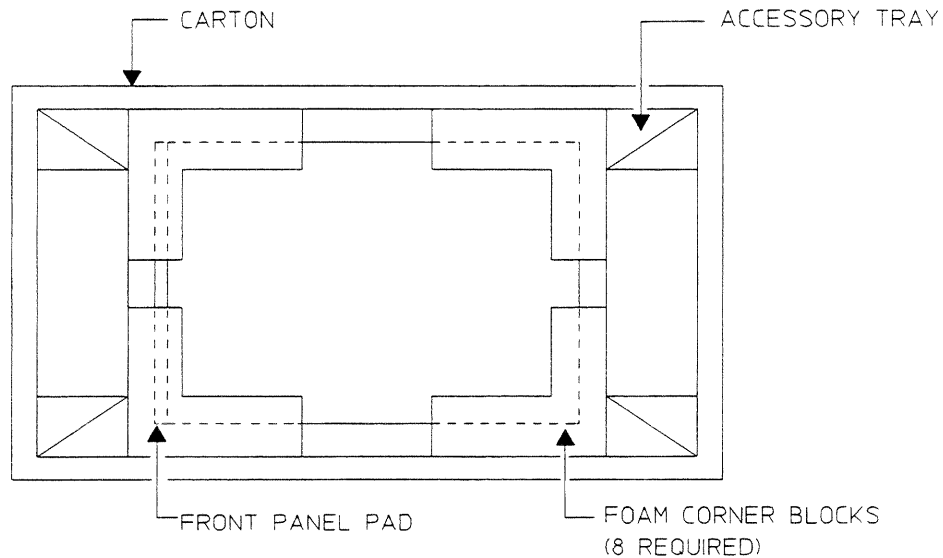 CARTON
ACCESSORY TRAY
FRONT PANEL PAD
FOAM CORNER BLOCKS
(8 REQUIRED)